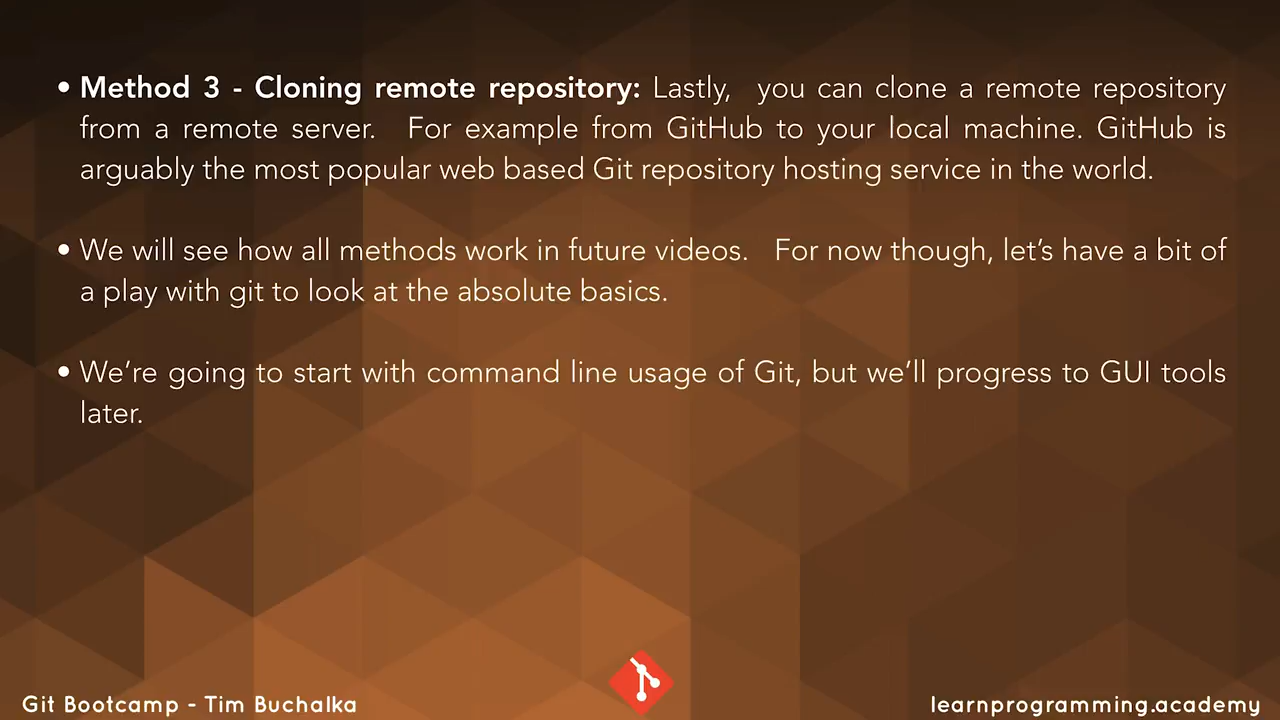 • Method 3 - Cloning remote repository: Lastly, you can clone a remote repository
from a remote server. For example from GitHub to your local machine. GitHub is
arguably the most popular web based Git repository hosting service in the world.
• We will see how all methods work in future videos. For now though, let's have a bit of
a play with git to look at the absolute basics.
• We're going to start with command line usage of Git, but we'll progress to GUI tools
later.
Git Bootcamp - Tim Buchalka
learnprogramming.academy